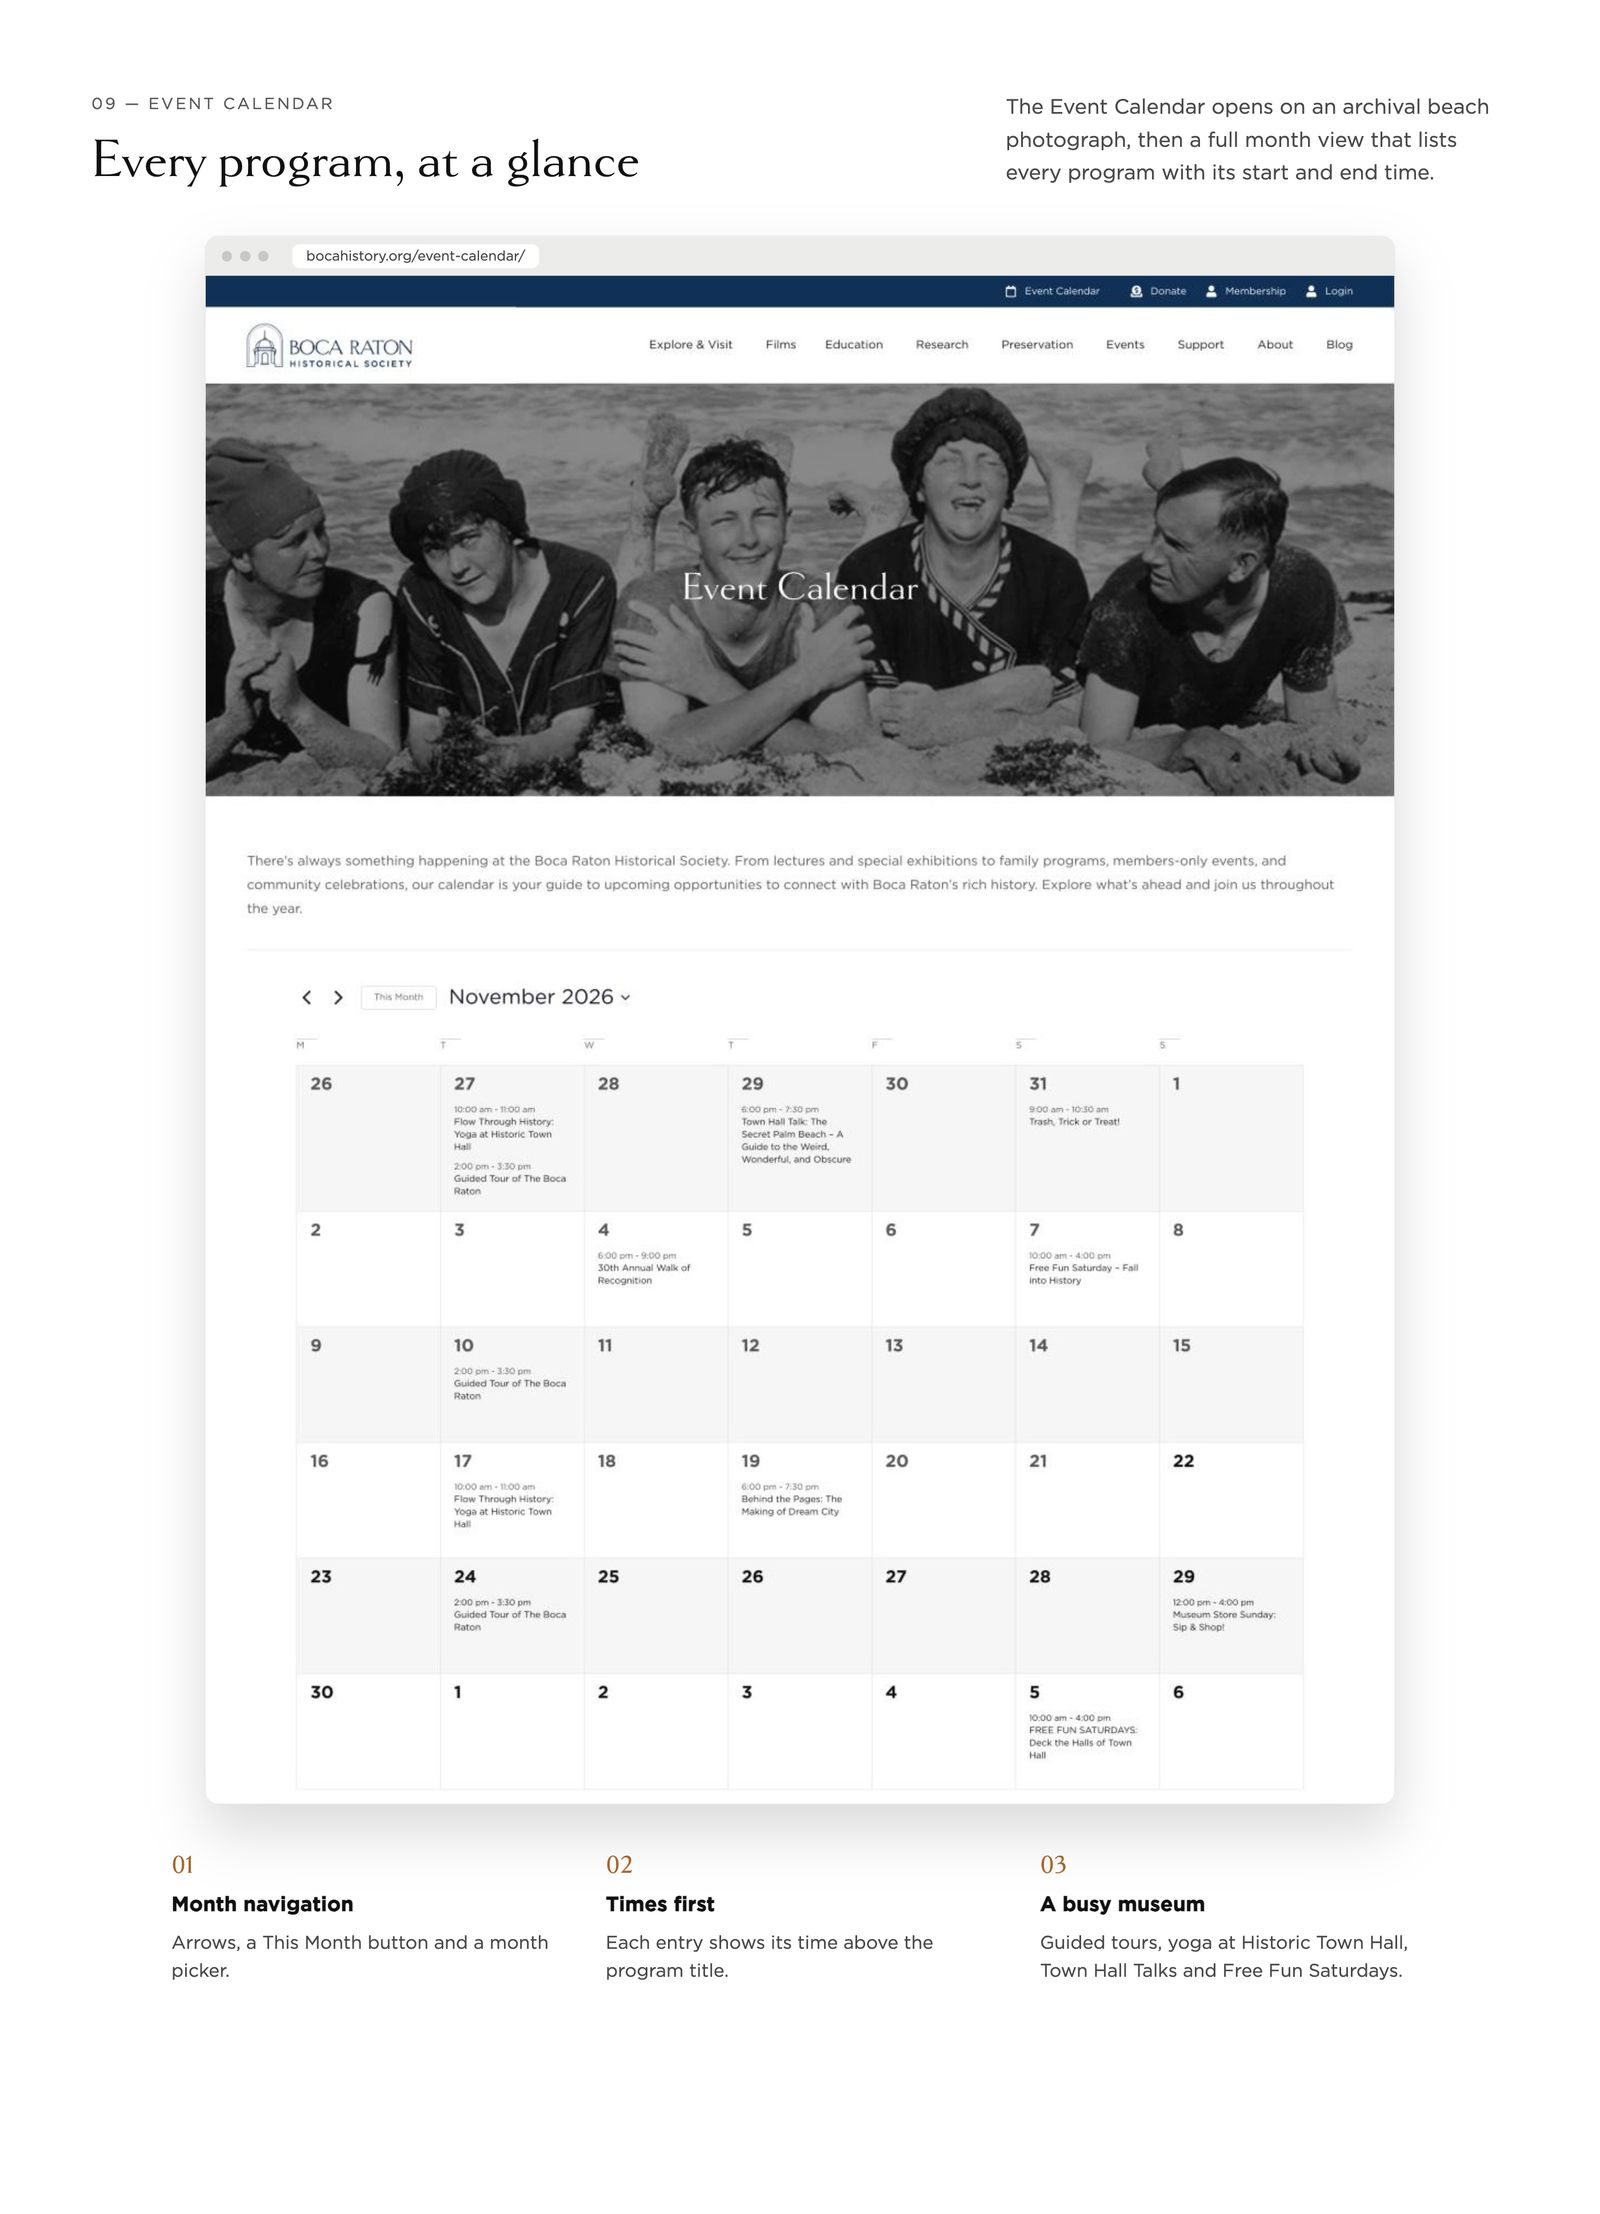 09 — EVENT CALENDAR
Every program, at a glance
The Event Calendar opens on an archival beach
photograph, then a full month view that lists
every program with its start and end time.
bocahistory.org/event-calendar/
Event Calendar Donate Membership Login
BOCA RATON
HISTORICAL SOCIETY
Explore & Visit Films Education Research Preservation Events Support About Blog
Event Calendar
There's always something happening at the Boca Raton Historical Society. From lectures and special exhibitions to family programs, members-only events, and
community celebrations, our calendar is your guide to upcoming opportunities to connect with Boca Raton's rich history. Explore what's ahead and join us throughout
the year.
This Month November 2026
M T W T F S S
26
27
10:00 am - 11:00 am
Flow Through History:
Yoga at Historic Town
Hall
2:00 pm - 3:30 pm
Guided Tour of The Boca
Raton
28
29
6:00 pm - 7:30 pm
Town Hall Talk: The
Secret Palm Beach – A
Guide to the Weird,
Wonderful, and Obscure
30
31
9:00 am - 10:30 am
Trash, Trick or Treat!
1
2
3
4
6:00 pm - 9:00 pm
30th Annual Walk of
Recognition
5
6
7
10:00 am - 4:00 pm
Free Fun Saturday – Fall
into History
8
9
10
2:00 pm - 3:30 pm
Guided Tour of The Boca
Raton
11
12
13
14
15
16
17
10:00 am - 11:00 am
Flow Through History:
Yoga at Historic Town
Hall
18
19
6:00 pm - 7:30 pm
Behind the Pages: The
Making of Dream City
20
21
22
23
24
2:00 pm - 3:30 pm
Guided Tour of The Boca
Raton
25
26
27
28
29
12:00 pm - 4:00 pm
Museum Store Sunday:
Sip & Shop!
30
1
2
3
4
5
10:00 am - 4:00 pm
FREE FUN SATURDAYS:
Deck the Halls of Town
Hall
6
01
Month navigation
Arrows, a This Month button and a month
picker.
02
Times first
Each entry shows its time above the
program title.
03
A busy museum
Guided tours, yoga at Historic Town Hall,
Town Hall Talks and Free Fun Saturdays.